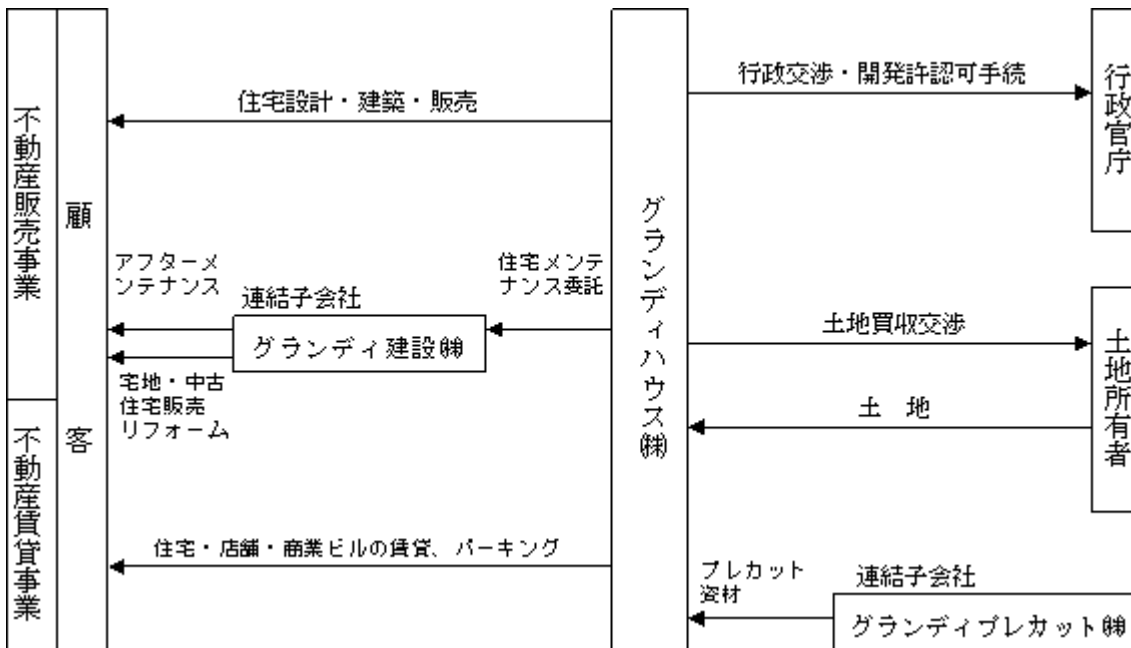 不動産販売事業
不動産賃貸事業
顧客
住宅設計・建築・販売
アフターメ
ンテナンス
連結子会社
グランディ建設㈱
住宅メンテ
ナンス委託
宅地・中古
住宅販売
リフォーム
住宅・店舗・商業ビルの賃貸、パーキング
グランディハウス㈱
行政交渉・開発許認可手続
行政官庁
土地買収交渉
土　地
土地所有者
プレカット
資材
連結子会社
グランディプレカット㈱